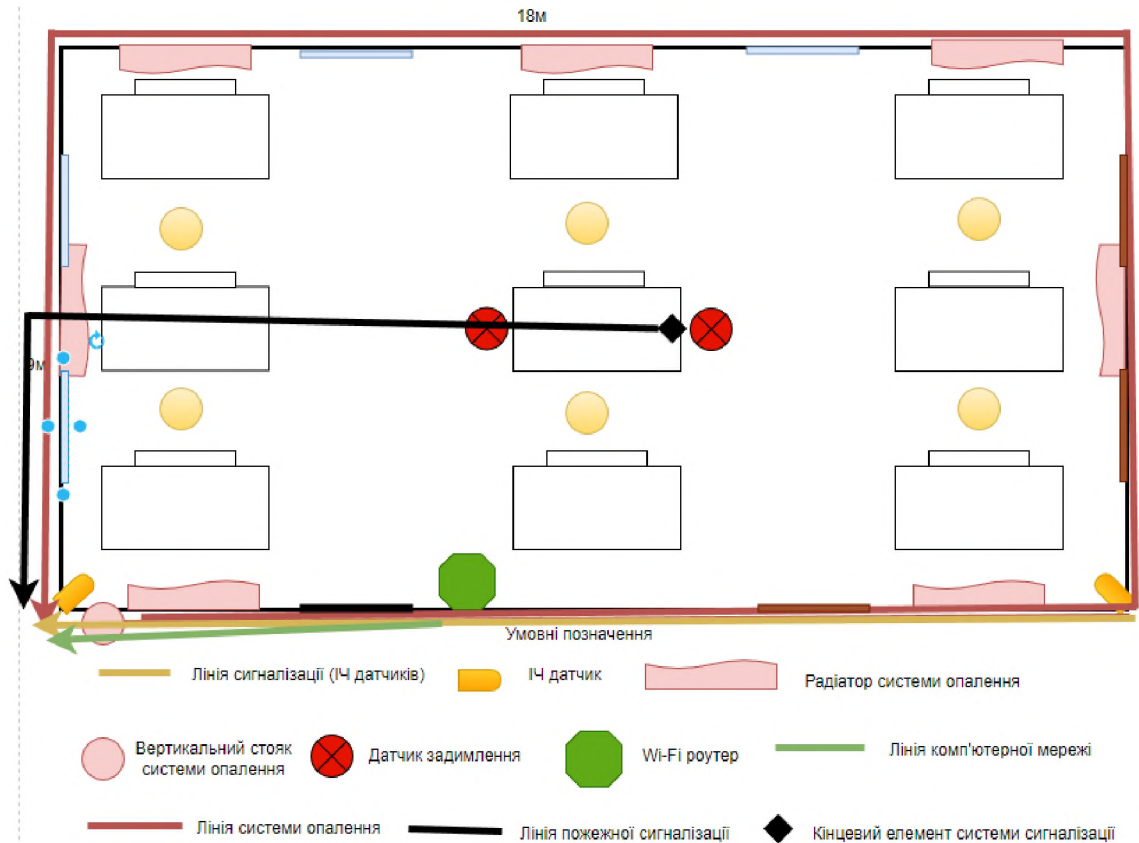 18м
9м
Умовні позначення
Лінія сигналізації (ІЧ датчиків)
ІЧ датчик
Радіатор системи опалення
Вертикальний стояк
системи опалення
Датчик задимлення
Wi-Fi роутер
Лінія комп'ютерної мережі
Лінія системи опалення
Лінія пожежної сигналізації
Кінцевий елемент системи сигналізації